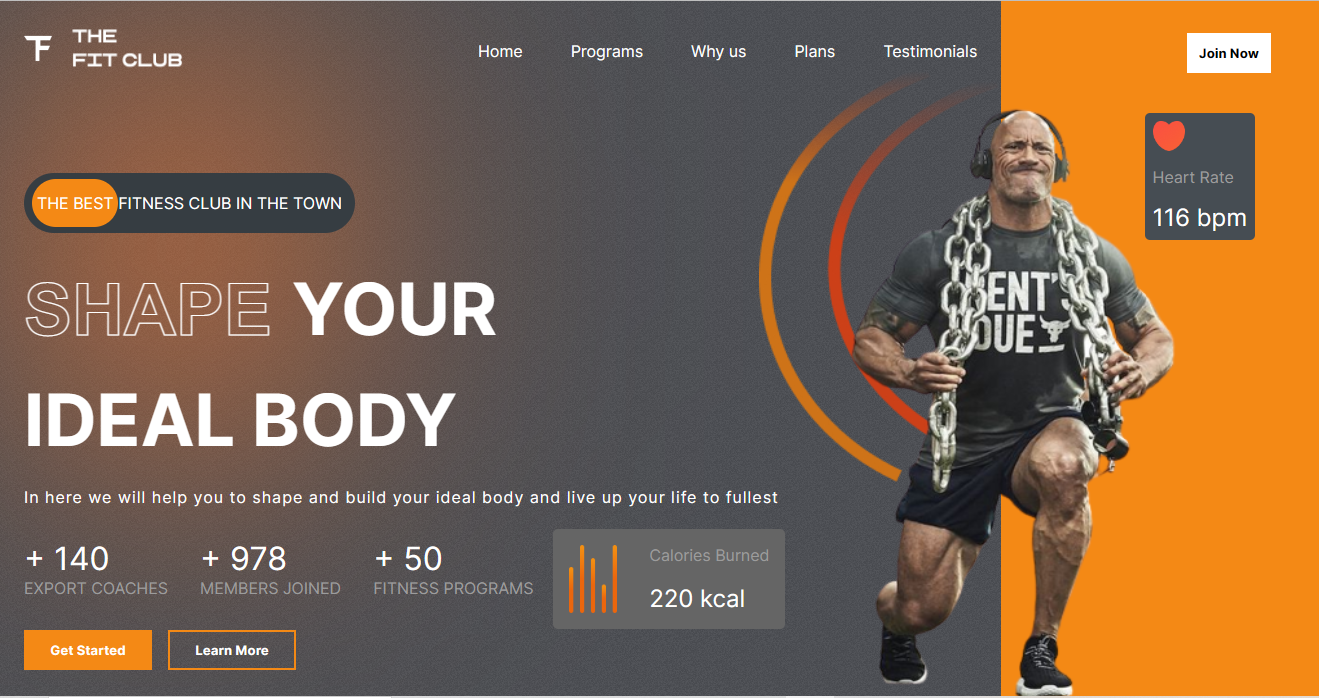 THE
FIT CLUB
Home Programs Why us Plans Testimonials
Join Now
Heart Rate
116 bpm
THE BEST FITNESS CLUB IN THE TOWN
SHAPE YOUR
IDEAL BODY
In here we will help you to shape and build your ideal body and live up your life to fullest
+ 140
EXPORT COACHES
+ 978
MEMBERS JOINED
+ 50
FITNESS PROGRAMS
Calories Burned
220 kcal
Get Started
Learn More